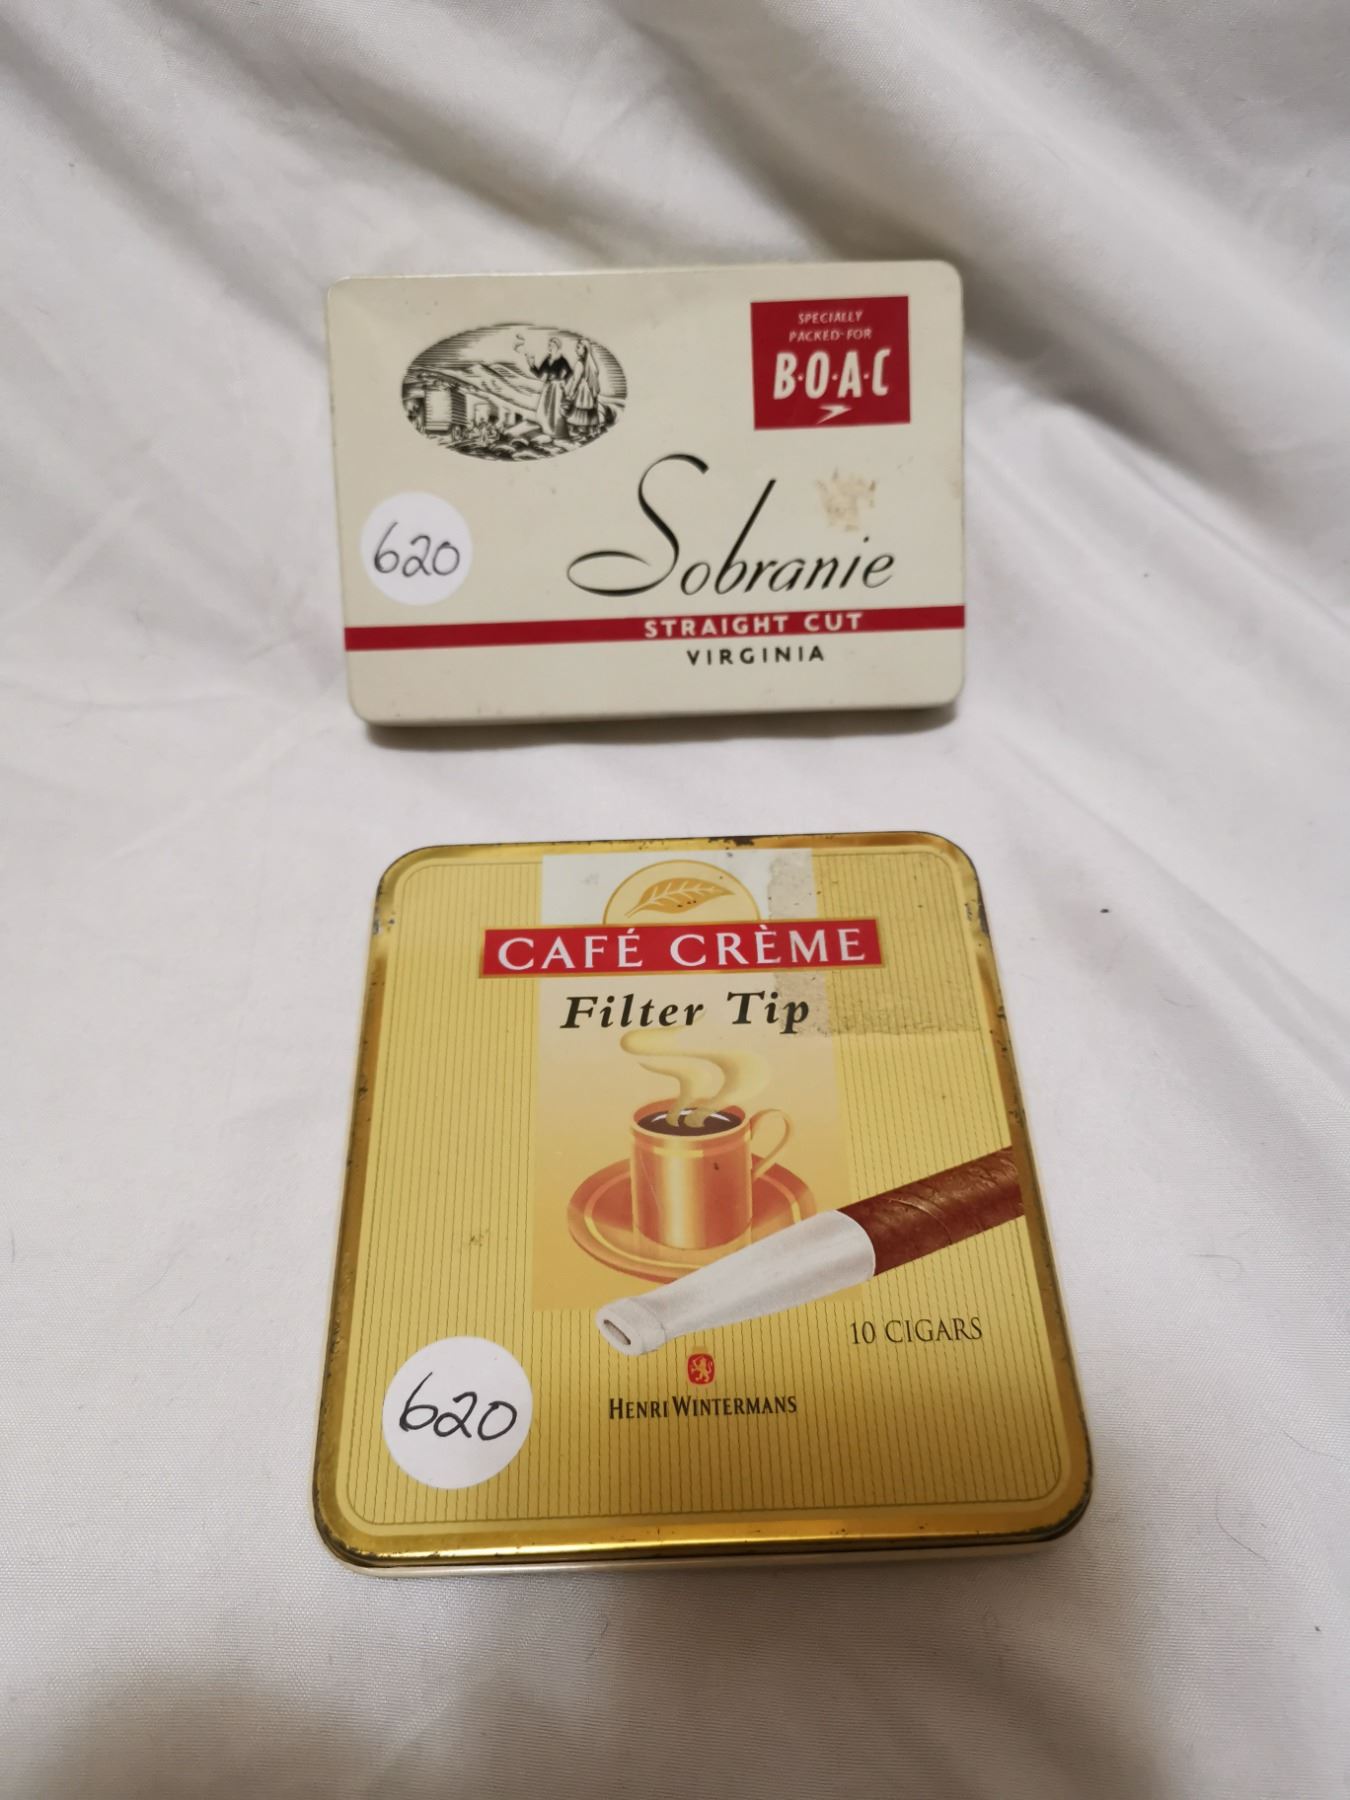 SPECIALLY
PACKED-FOR
B·O·A·C
Sobranie
620
STRAIGHT CUT
VIRGINIA
CAFÉ CRÈME
Filter Tip
10 CIGARS
HENRI WINTERMANS
620